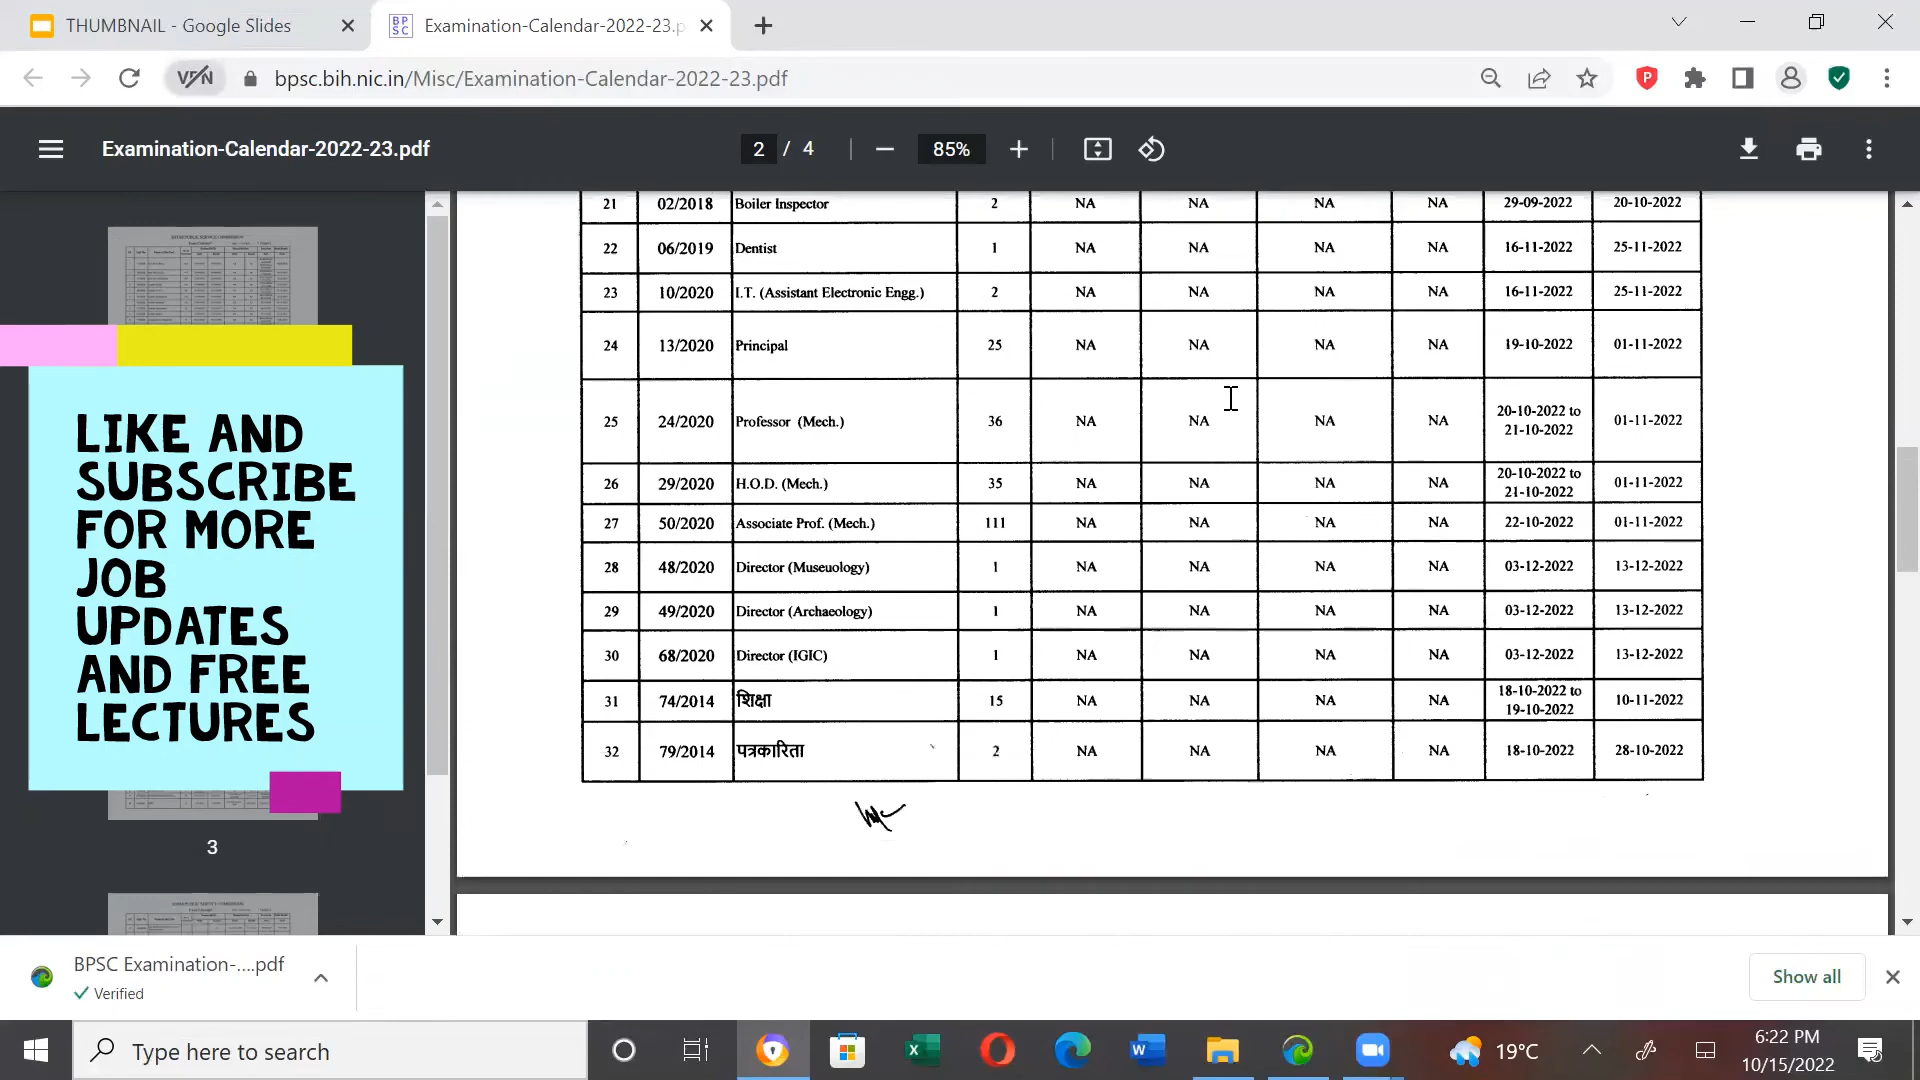 THUMBNAIL - Google Slides
BP
SC
Examination-Calendar-2022-23.p
VPN
bpsc.bih.nic.in/Misc/Examination-Calendar-2022-23.pdf
Examination-Calendar-2022-23.pdf
2 / 4
85%
21 02/2018 Boiler Inspector 2 NA NA NA NA 29-09-2022 20-10-2022
22 06/2019 Dentist 1 NA NA NA NA 16-11-2022 25-11-2022
23 10/2020 I.T. (Assistant Electronic Engg.) 2 NA NA NA NA 16-11-2022 25-11-2022
24 13/2020 Principal 25 NA NA NA NA 19-10-2022 01-11-2022
25 24/2020 Professor (Mech.) 36 NA NA NA NA 20-10-2022 to 21-10-2022 01-11-2022
26 29/2020 H.O.D. (Mech.) 35 NA NA NA NA 20-10-2022 to 21-10-2022 01-11-2022
27 50/2020 Associate Prof. (Mech.) 111 NA NA NA NA 22-10-2022 01-11-2022
28 48/2020 Director (Museuology) 1 NA NA NA NA 03-12-2022 13-12-2022
29 49/2020 Director (Archaeology) 1 NA NA NA NA 03-12-2022 13-12-2022
30 68/2020 Director (IGIC) 1 NA NA NA NA 03-12-2022 13-12-2022
31 74/2014 शिक्षा 15 NA NA NA NA 18-10-2022 to 19-10-2022 10-11-2022
32 79/2014 पत्रकारिता 2 NA NA NA NA 18-10-2022 28-10-2022
LIKE AND
SUBSCRIBE
FOR MORE
JOB
UPDATES
AND FREE
LECTURES
3
BPSC Examination-....pdf
Verified
Show all
Type here to search
19°C
6:22 PM
10/15/2022